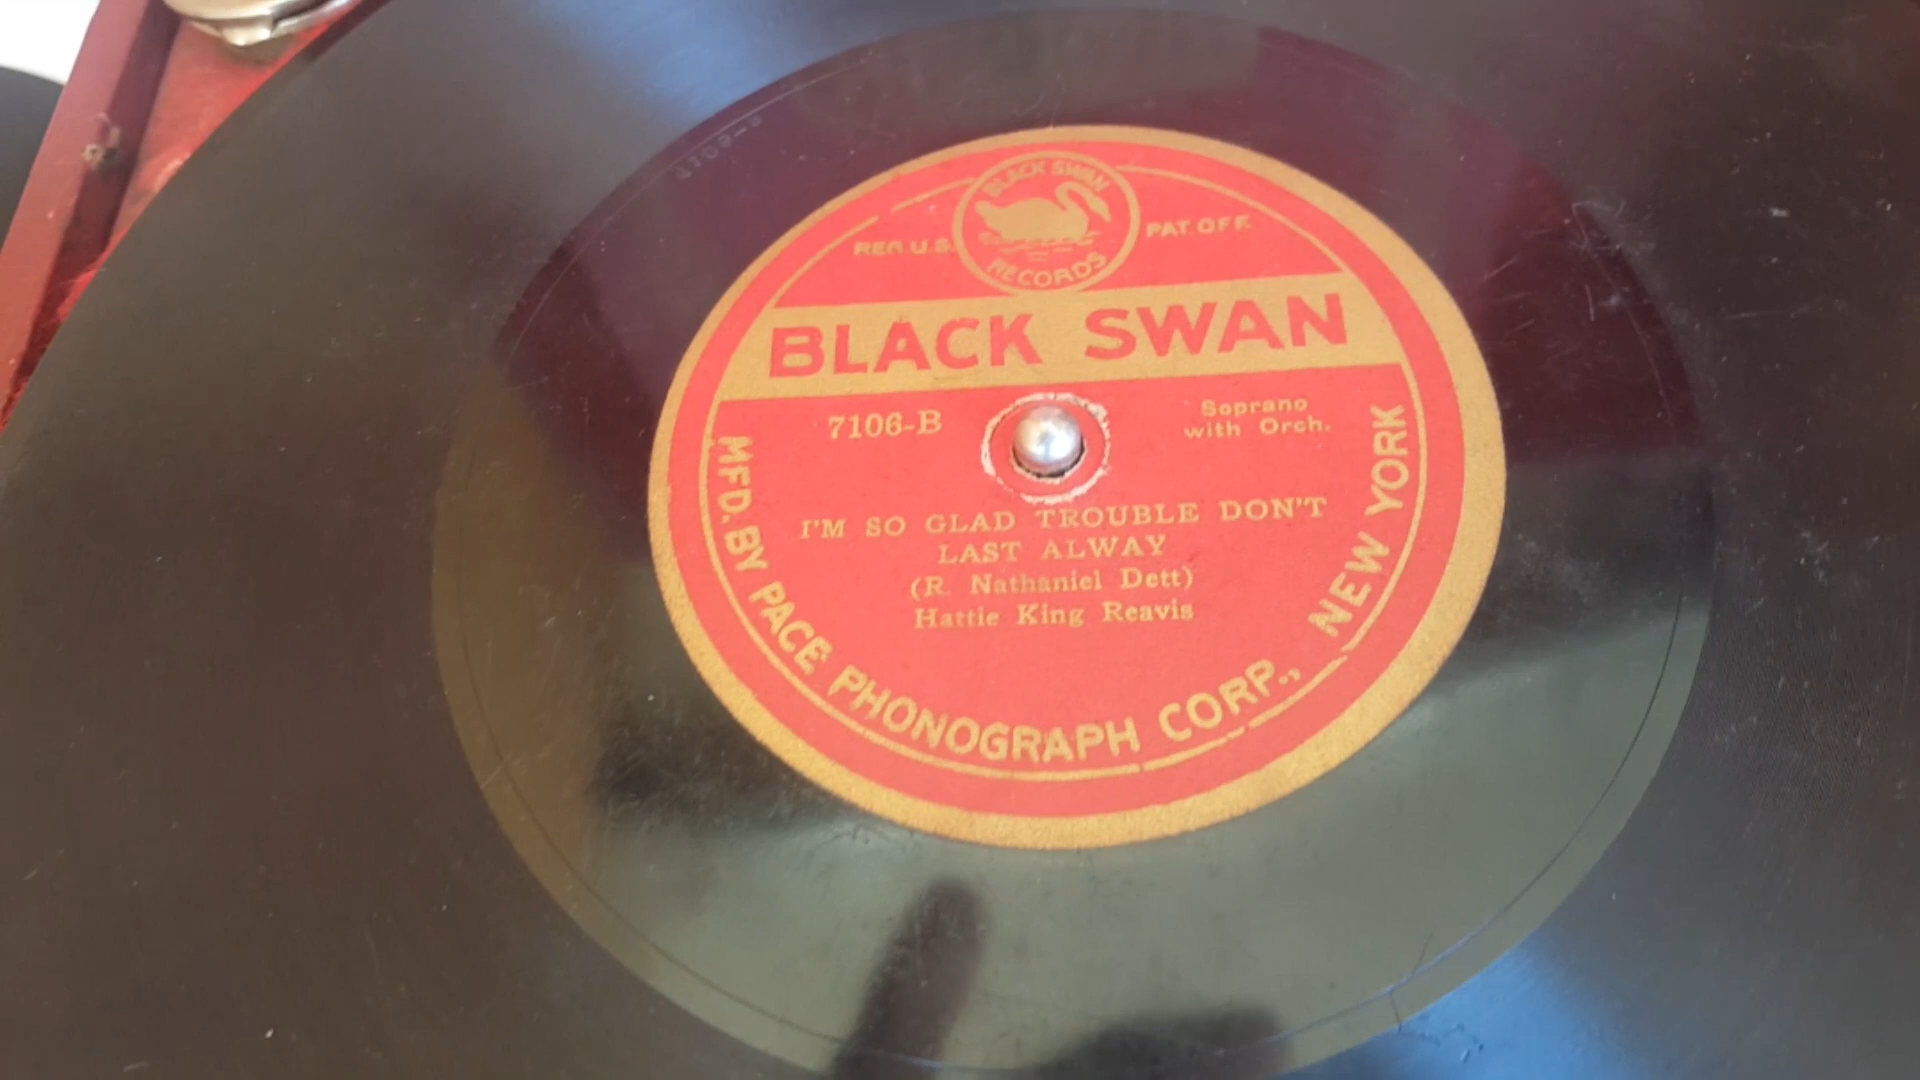 BLACK SWAN
RECORDS
REG. U.S.
PAT. OFF.
BLACK SWAN
7106-B
Soprano
with Orch.
I'M SO GLAD TROUBLE DON'T
LAST ALWAY
(R. Nathaniel Dett)
Hattie King Reavis
MFD. BY PACE PHONOGRAPH CORP., NEW YORK